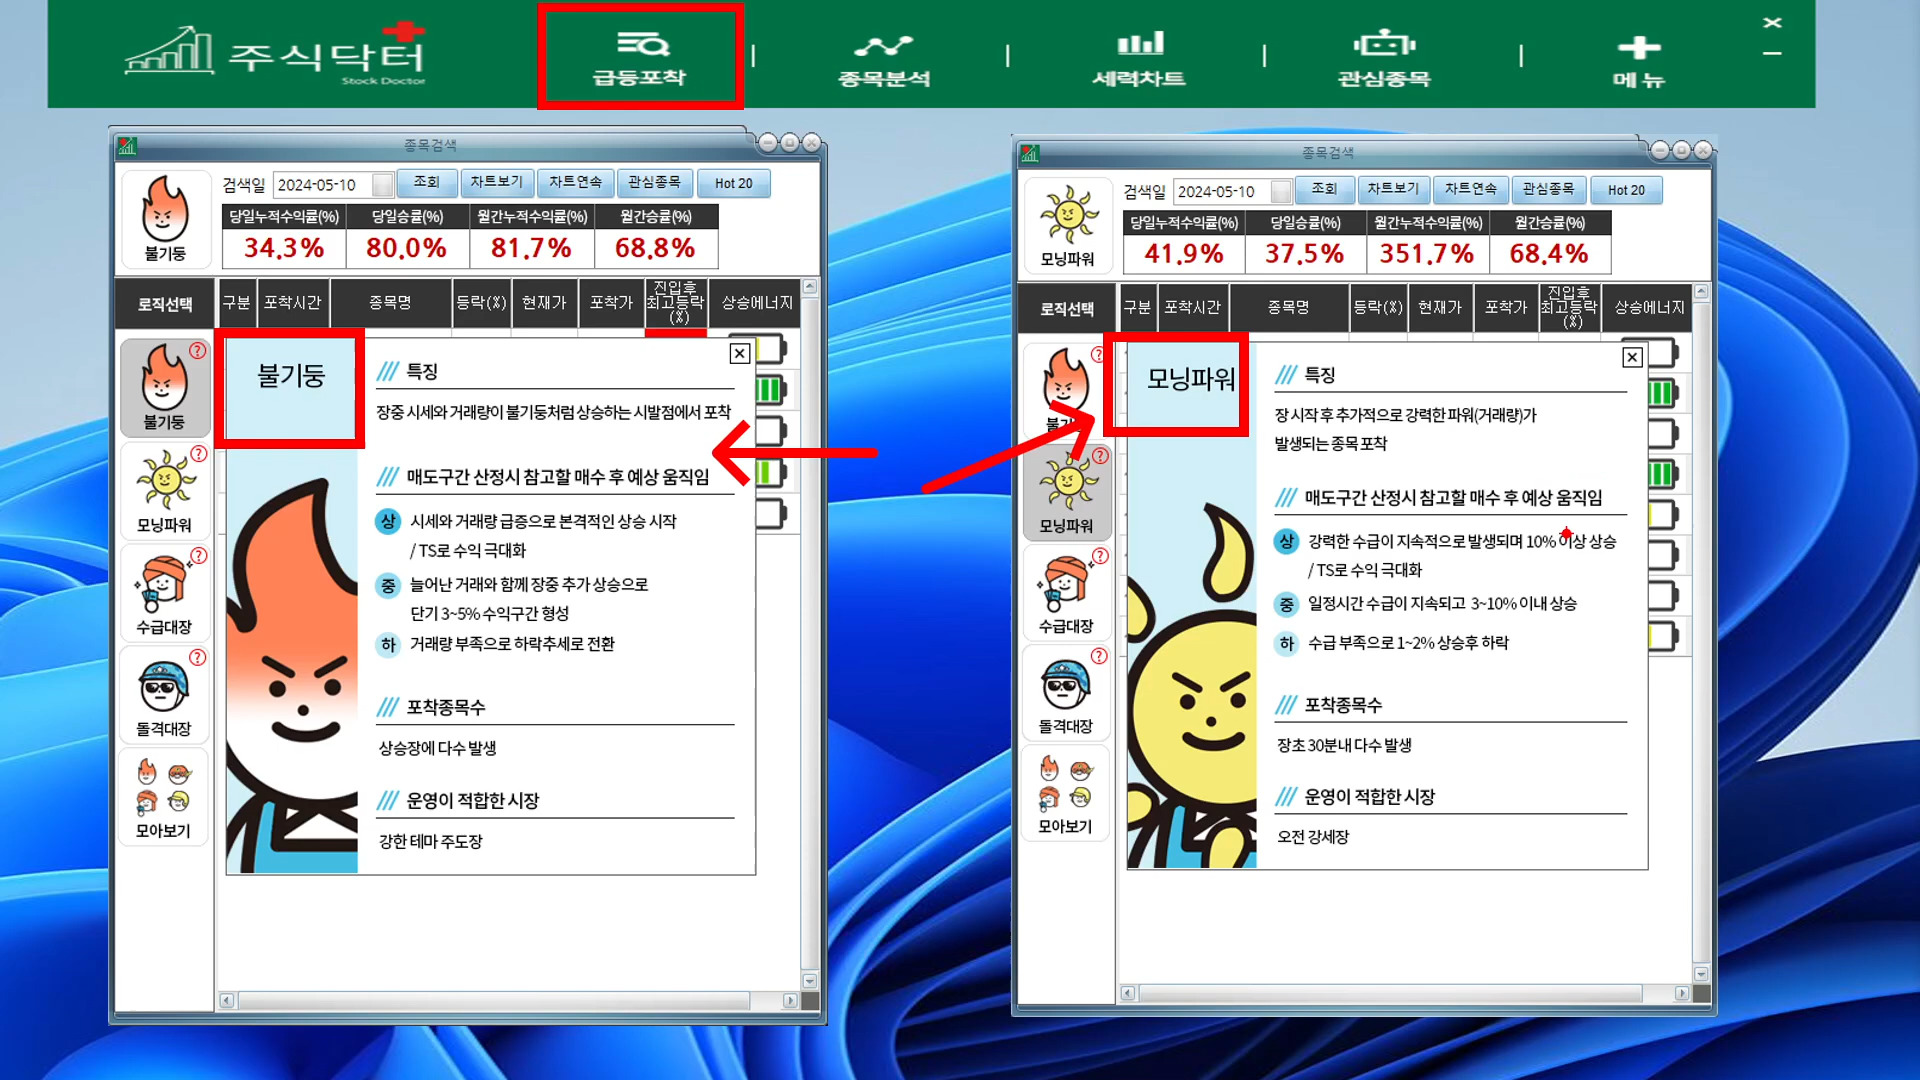 주식닥터
Stock Doctor
급등포착
종목분석
세력차트
관심종목
메뉴
종목검색
불기둥
검색일 2024-05-10 조회 차트보기 차트연속 관심종목 Hot 20
당일누적수익률(%) 당일승률(%) 월간누적수익률(%) 월간승률(%)
34.3% 80.0% 81.7% 68.8%
로직선택 구분 포착시간 종목명 등락(%) 현재가 포착가 진입후 최고등락 (%) 상승에너지
불기둥
모닝파워
수급대장
돌격대장
모아보기
불기둥
특징
장중 시세와 거래량이 불기둥처럼 상승하는 시발점에서 포착
매도구간 산정시 참고할 매수 후 예상 움직임
상 시세와 거래량 급증으로 본격적인 상승 시작
/ TS로 수익 극대화
중 늘어난 거래와 함께 장중 추가 상승으로
단기 3~5% 수익구간 형성
하 거래량 부족으로 하락추세로 전환
포착종목수
상승장에 다수 발생
운영이 적합한 시장
강한 테마 주도장
종목검색
모닝파워
검색일 2024-05-10 조회 차트보기 차트연속 관심종목 Hot 20
당일누적수익률(%) 당일승률(%) 월간누적수익률(%) 월간승률(%)
41.9% 37.5% 351.7% 68.4%
로직선택 구분 포착시간 종목명 등락(%) 현재가 포착가 진입후 최고등락 (%) 상승에너지
모닝파워
수급대장
돌격대장
모아보기
모닝파워
특징
장 시작 후 추가적으로 강력한 파워(거래량)가
발생되는 종목 포착
매도구간 산정시 참고할 매수 후 예상 움직임
상 강력한 수급이 지속적으로 발생되며 10% 이상 상승
/ TS로 수익 극대화
중 일정시간 수급이 지속되고 3~10% 이내 상승
하 수급 부족으로 1~2% 상승후 하락
포착종목수
장초 30분내 다수 발생
운영이 적합한 시장
오전 강세장